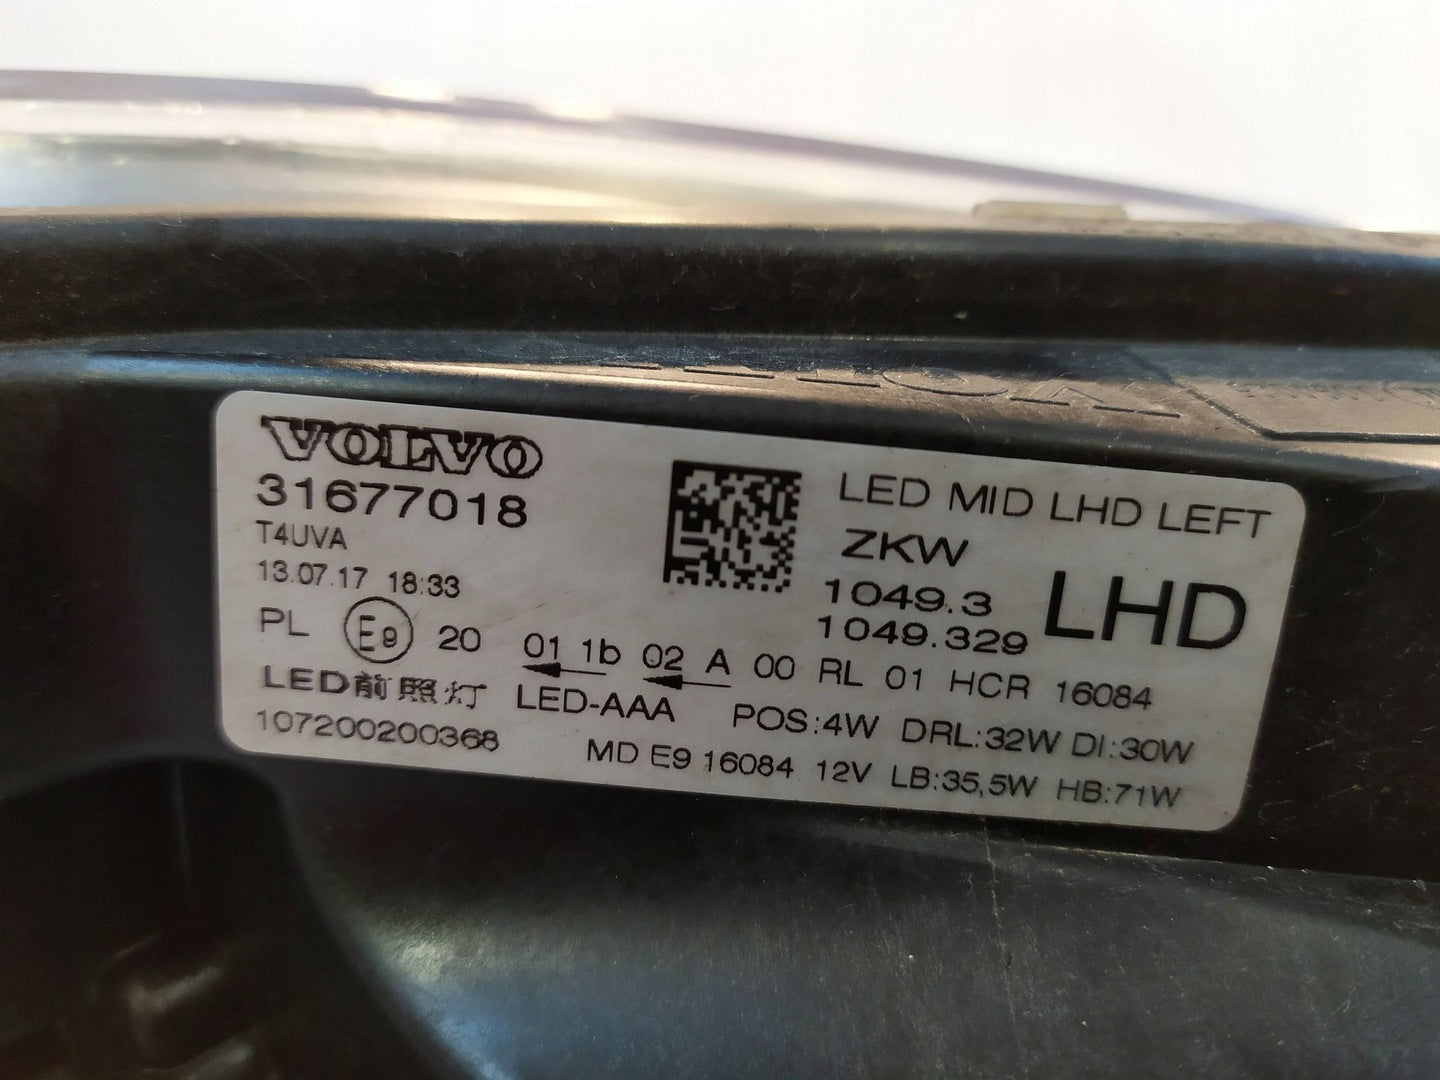 VOLVO
31677018
T4UVA
13.07.17 18:33
LED MID LHD LEFT
ZKW
1049.3
1049.329
LHD
PL E9 20 01 1b 02 A 00 RL 01 HCR 16084
LED前照灯 LED-AAA POS:4W DRL:32W DI:30W
107200200368 MD E9 16084 12V LB:35,5W HB:71W